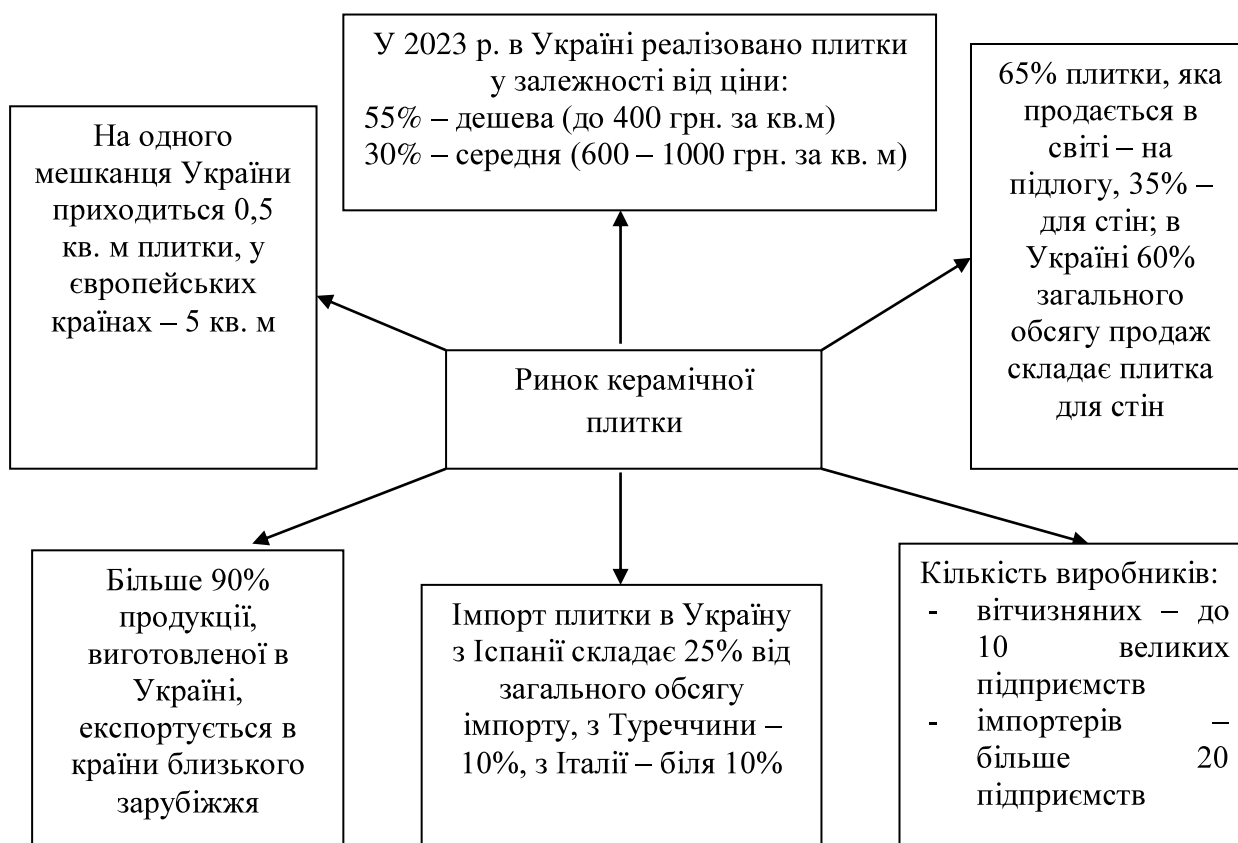 У 2023 р. в Україні реалізовано плитки
у залежності від ціни:
55% – дешева (до 400 грн. за кв.м)
30% – середня (600 – 1000 грн. за кв. м)
На одного
мешканця України
приходиться 0,5
кв. м плитки, у
європейських
країнах – 5 кв. м
65% плитки, яка
продається в
світі – на
підлогу, 35% –
для стін; в
Україні 60%
загального
обсягу продаж
складає плитка
для стін
Ринок керамічної
плитки
Більше 90%
продукції,
виготовленої в
Україні,
експортується в
країни близького
зарубіжжя
Імпорт плитки в Україну
з Іспанії складає 25% від
загального обсягу
імпорту, з Туреччини –
10%, з Італії – біля 10%
Кількість виробників:
- вітчизняних – до
10 великих
підприємств
- імпортерів –
більше 20
підприємств